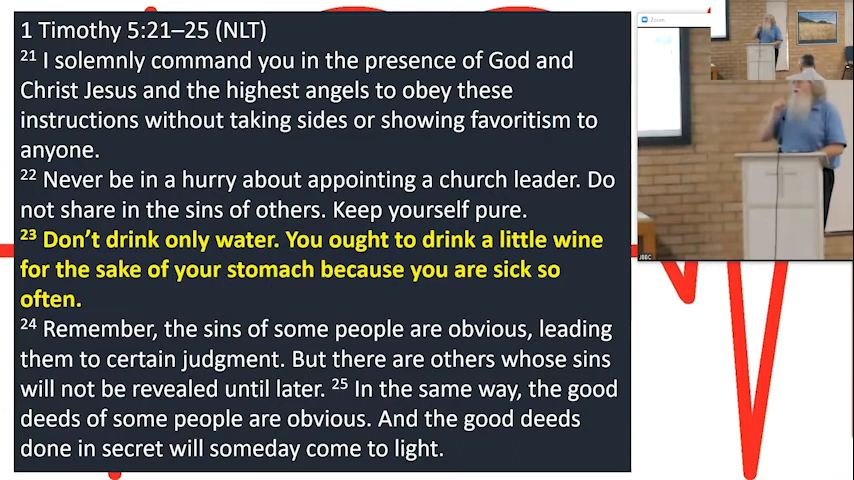 1 Timothy 5:21–25 (NLT)
21 I solemnly command you in the presence of God and
Christ Jesus and the highest angels to obey these
instructions without taking sides or showing favoritism to
anyone.
22 Never be in a hurry about appointing a church leader. Do
not share in the sins of others. Keep yourself pure.
23 Don’t drink only water. You ought to drink a little wine
for the sake of your stomach because you are sick so
often.
24 Remember, the sins of some people are obvious, leading
them to certain judgment. But there are others whose sins
will not be revealed until later. 25 In the same way, the good
deeds of some people are obvious. And the good deeds
done in secret will someday come to light.
Zoom